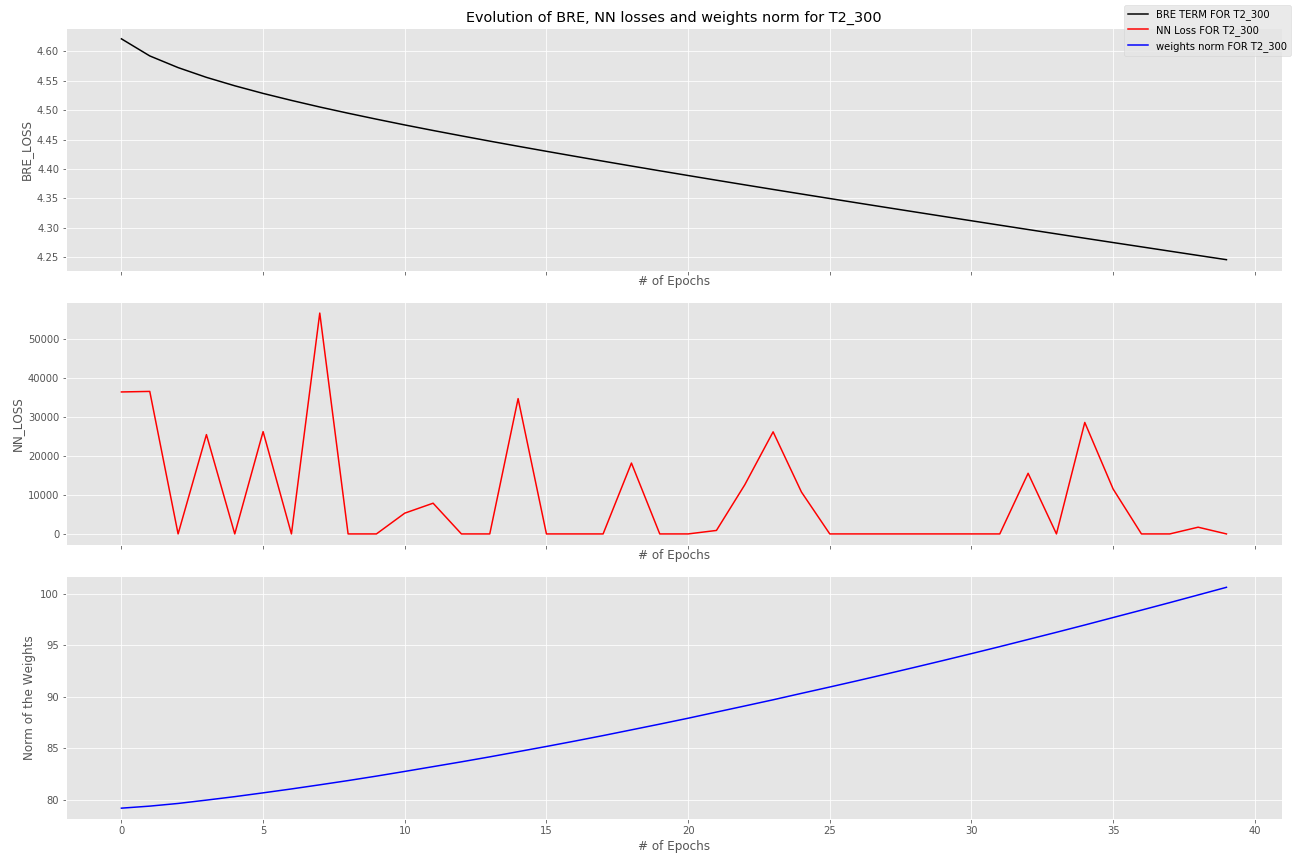 Evolution of BRE, NN losses and weights norm for T2_300
BRE TERM FOR T2_300
NN Loss FOR T2_300
weights norm FOR T2_300
4.60
4.55
4.50
4.45
4.40
4.35
4.30
4.25
BRE_LOSS
# of Epochs
50000
40000
30000
20000
10000
0
NN_LOSS
# of Epochs
100
95
90
85
80
Norm of the Weights
0 5 10 15 20 25 30 35 40
# of Epochs